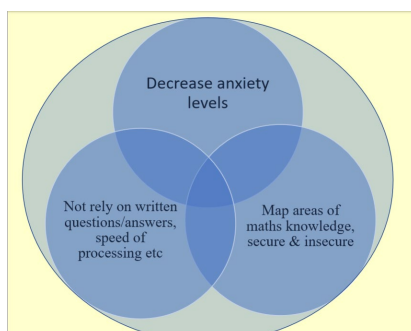 Decrease anxiety
levels
Not rely on written
questions/answers,
speed of
processing etc
Map areas of
maths knowledge,
secure & insecure